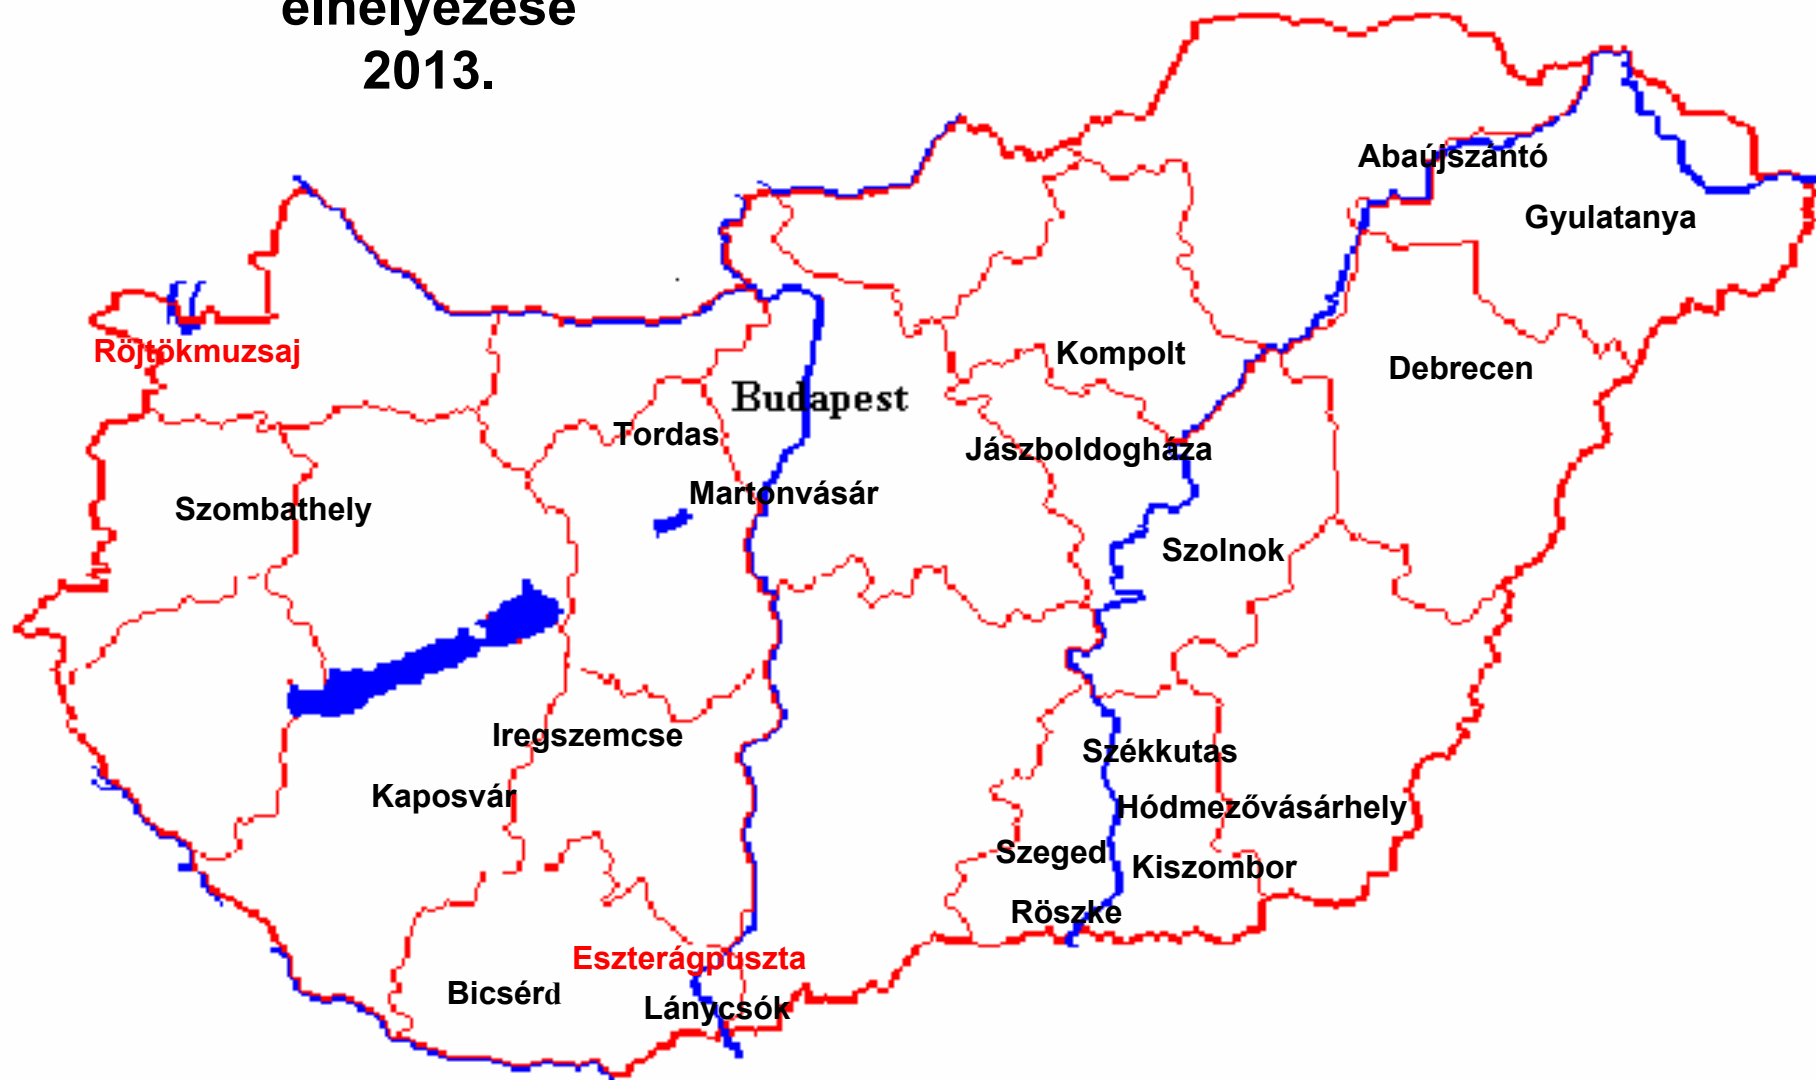 elhelyezése
2013.
Abaújszántó
Gyulatanya
Röjtökmuzsaj
Kompolt
Debrecen
Budapest
Tordas
Jászboldogháza
Martonvásár
Szombathely
Szolnok
Iregszemcse
Székkutas
Kaposvár
Hódmezővásárhely
Szeged
Kiszombor
Röszke
Eszterágpuszta
Bicsérd
Lánycsók